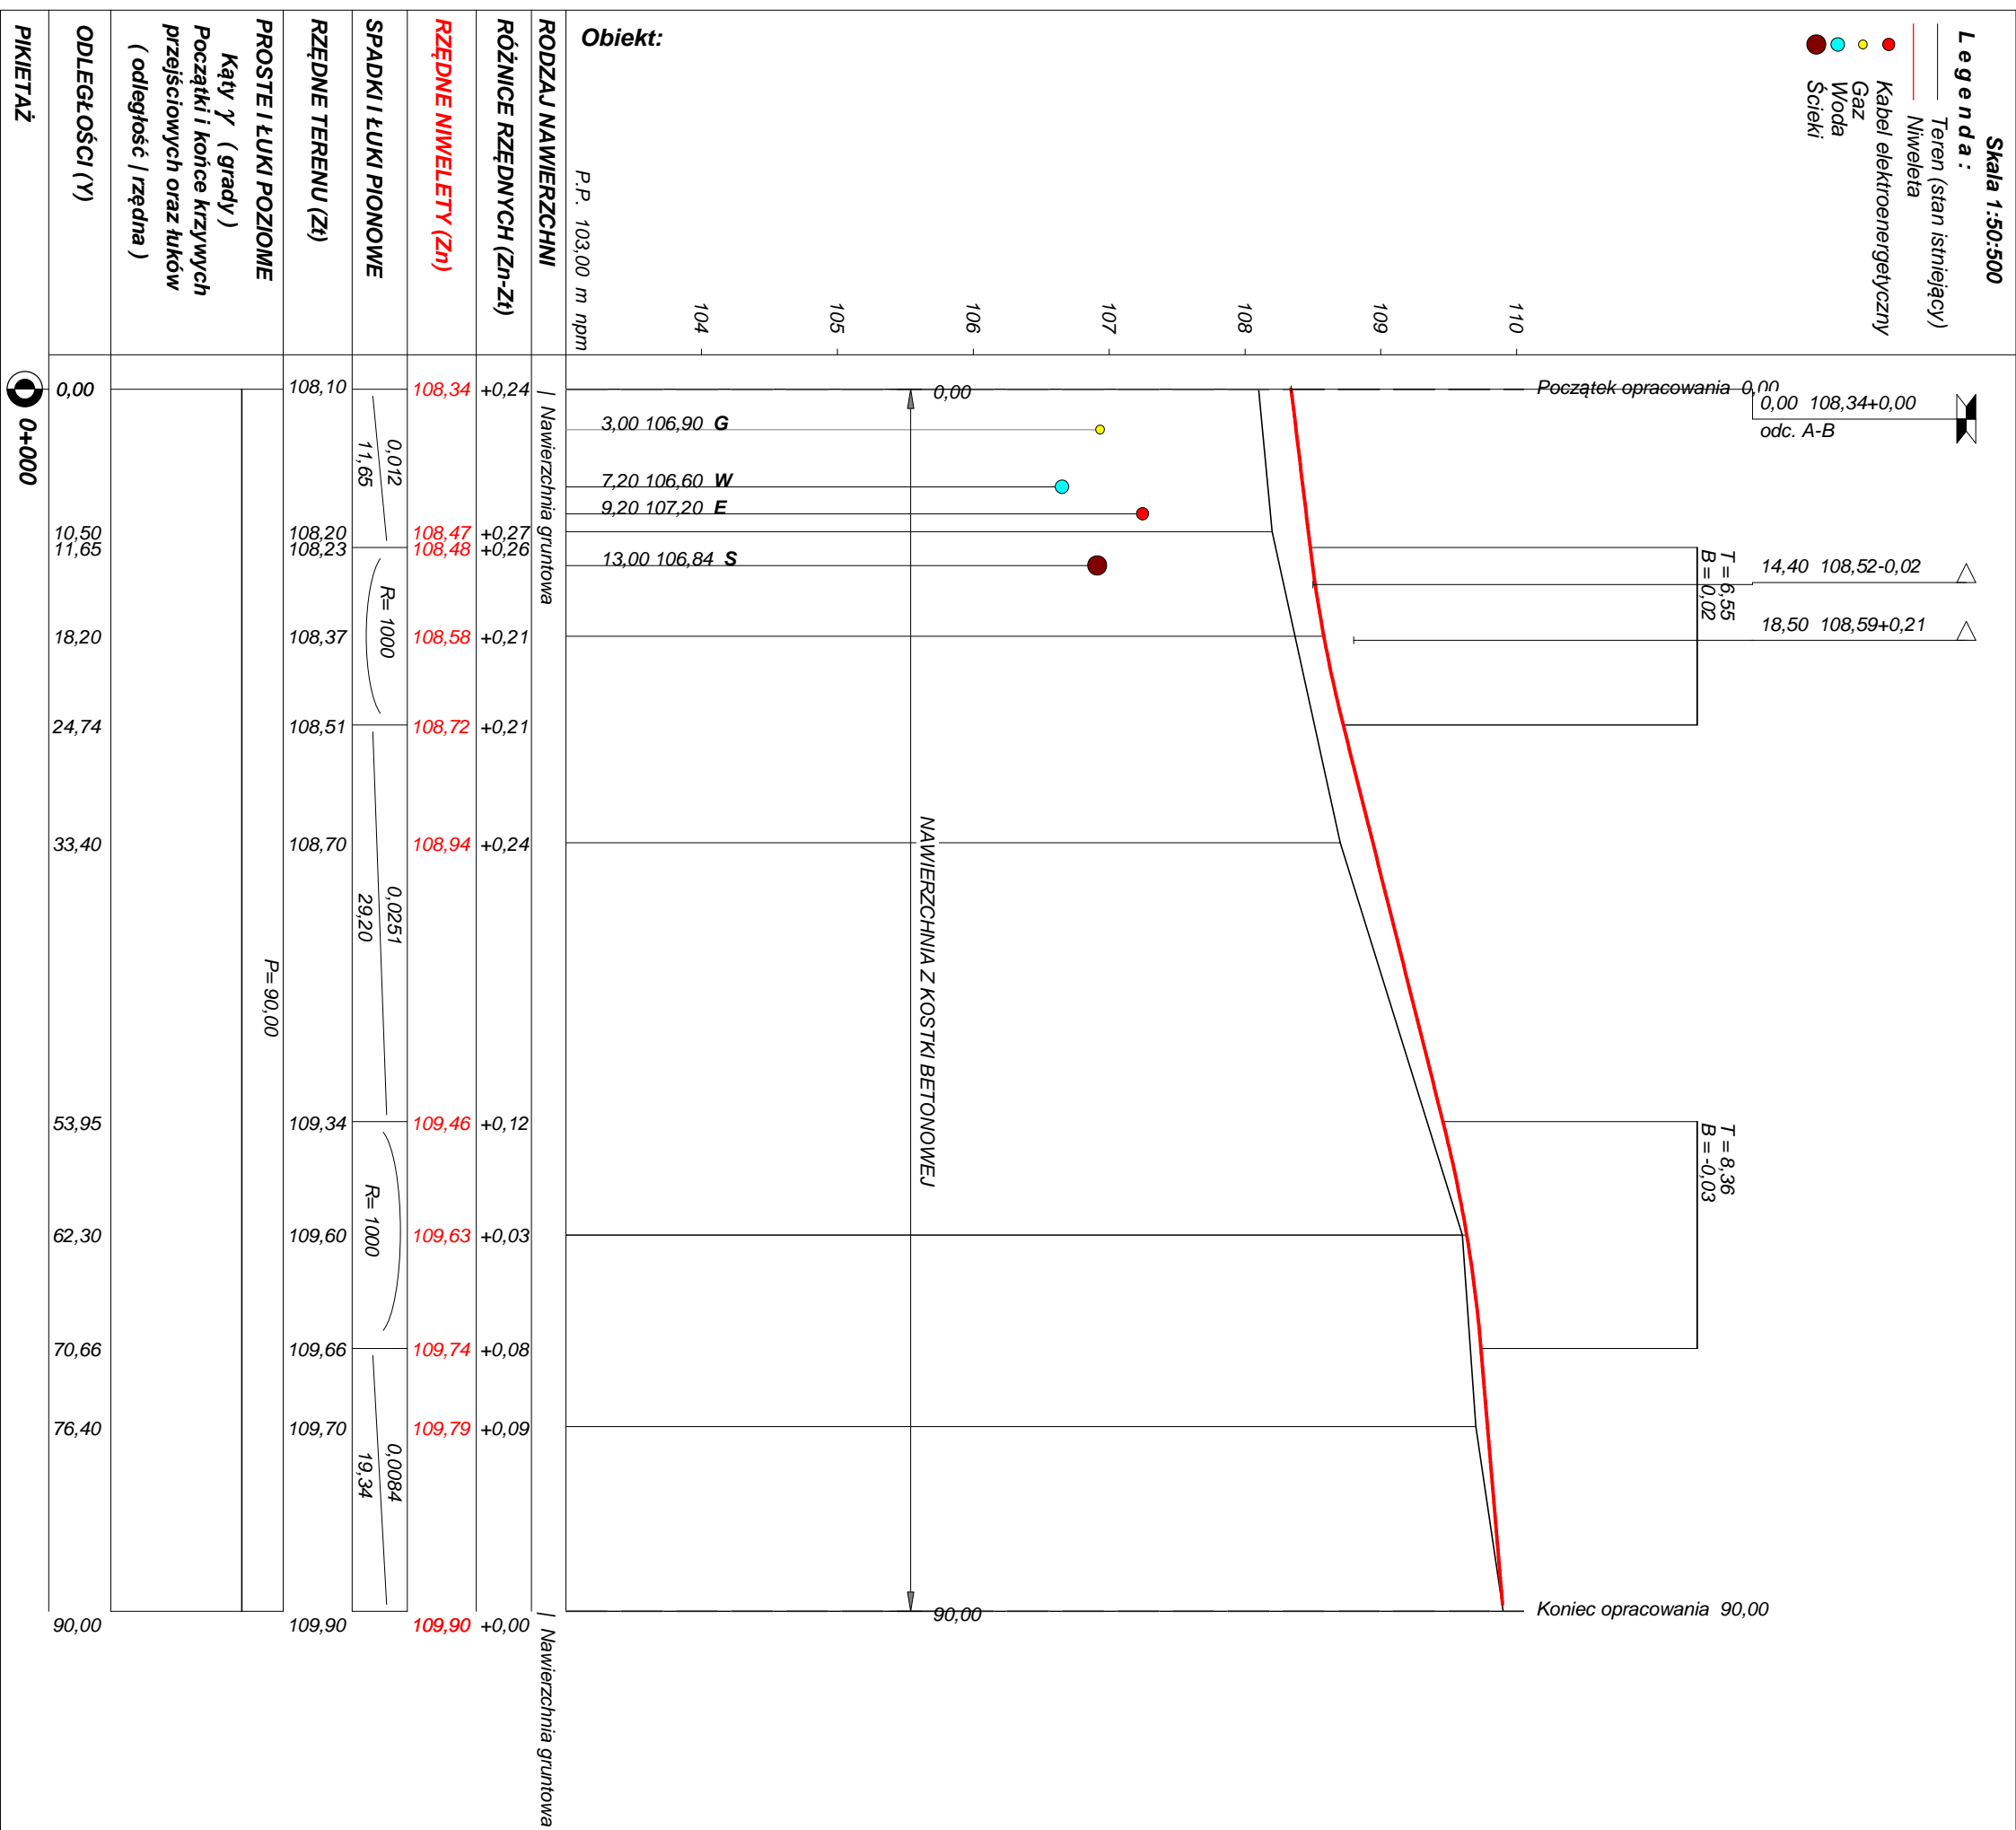 Skala 1:50:500
Legenda:
Teren (stan istniejący)
Niweleta
Kabel elektroenergetyczny
Gaz
Woda
Ścieki
0,00 108,34+0,00
odc. A-B
14,40 108,52-0,02
18,50 108,59+0,21
T = 6,55
B = 0,02
T = 8,36
B = -0,03
Początek opracowania 0,00
Koniec opracowania 90,00
110
109
108
107
106
105
104
P.P. 103,00 m npm
Obiekt:
0,00
NAWIERZCHNIA Z KOSTKI BETONOWEJ
90,00
3,00 106,90 G
7,20 106,60 W
9,20 107,20 E
13,00 106,84 S
RODZAJ NAWIERZCHNI
| Nawierzchnia gruntowa
| Nawierzchnia gruntowa
RÓŻNICE RZĘDNYCH (Zn-Zt)
+0,24 +0,27 +0,26 +0,21 +0,21 +0,24 +0,12 +0,03 +0,08 +0,09 +0,00
RZĘDNE NIWELETY (Zn)
108,34 108,47 108,48 108,58 108,72 108,94 109,46 109,63 109,74 109,79 109,90
SPADKI I ŁUKI PIONOWE
0,012
11,65
R= 1000
0,0251
29,20
R= 1000
0,0084
19,34
RZĘDNE TERENU (Zt)
108,10 108,20 108,23 108,37 108,51 108,70 109,34 109,60 109,66 109,70 109,90
PROSTE I ŁUKI POZIOME
P= 90,00
Kąty γ ( grady )
Początki i końce krzywych
przejściowych oraz łuków
( odległość | rzędna )
ODLEGŁOŚCI (Y)
0,00 10,50 11,65 18,20 24,74 33,40 53,95 62,30 70,66 76,40 90,00
PIKIETAŻ
0+000